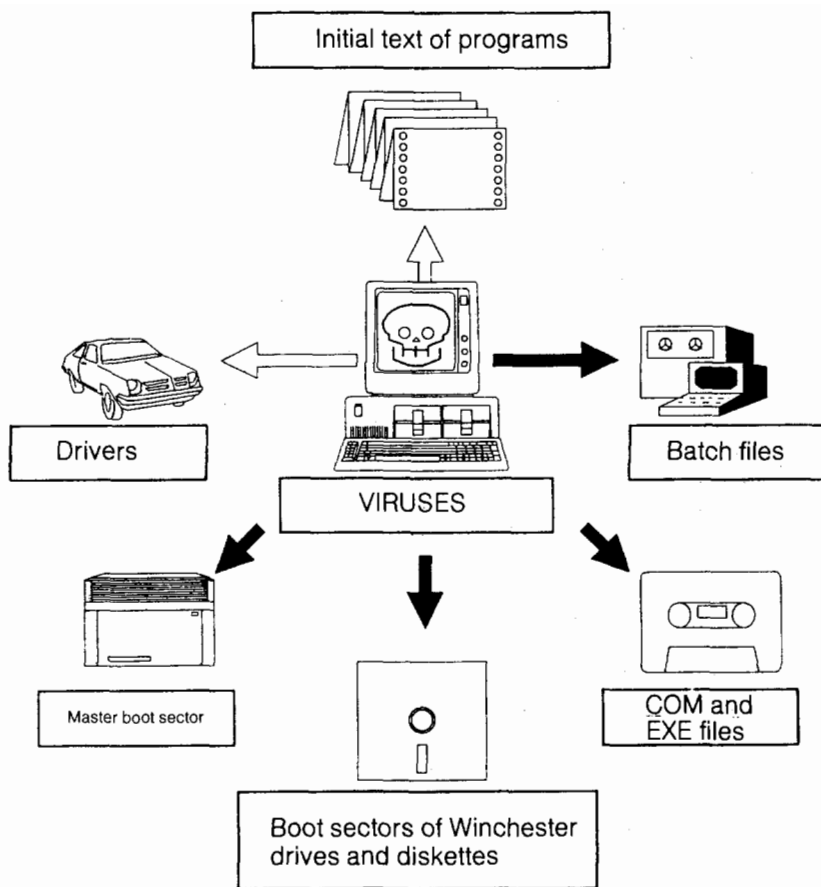 Initial text of programs
Drivers
Batch files
VIRUSES
Master boot sector
COM and
EXE files
Boot sectors of Winchester
drives and diskettes